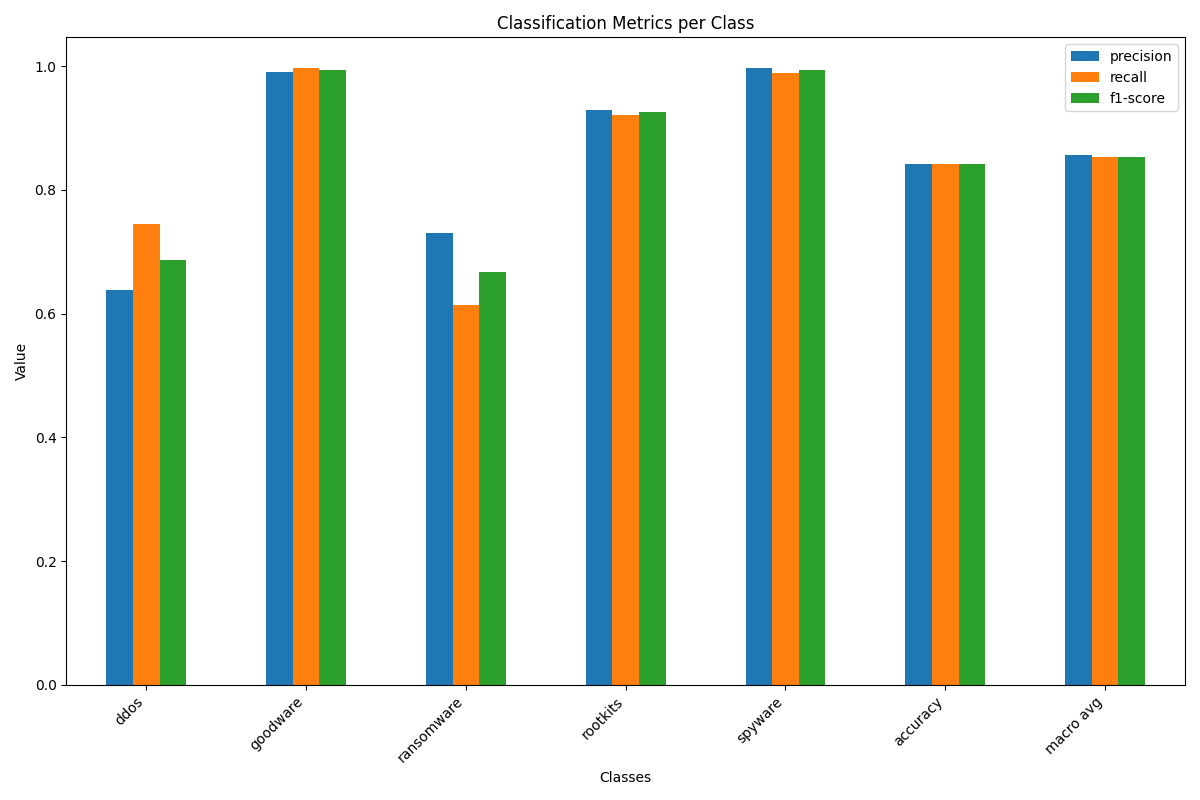 Classification Metrics per Class
precision
recall
f1-score
1.0
0.8
0.6
0.4
0.2
0.0
Value
ddos
goodware
ransomware
rootkits
spyware
accuracy
macro avg
Classes